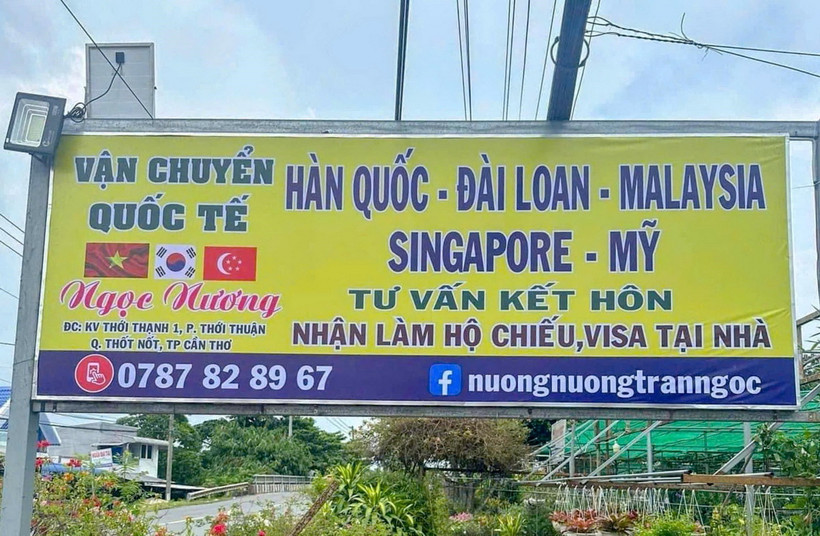 VẬN CHUYỂN
QUỐC TẾ
Ngọc Nương
ĐC: KV THỚI THẠNH 1, P. THỚI THUẬN
Q. THỐT NỐT, TP CẦN THƠ
HÀN QUỐC - ĐÀI LOAN - MALAYSIA
SINGAPORE - MỸ
TƯ VẤN KẾT HÔN
NHẬN LÀM HỘ CHIẾU,VISA TẠI NHÀ
0787 82 89 67
nuongnuongtranngoc